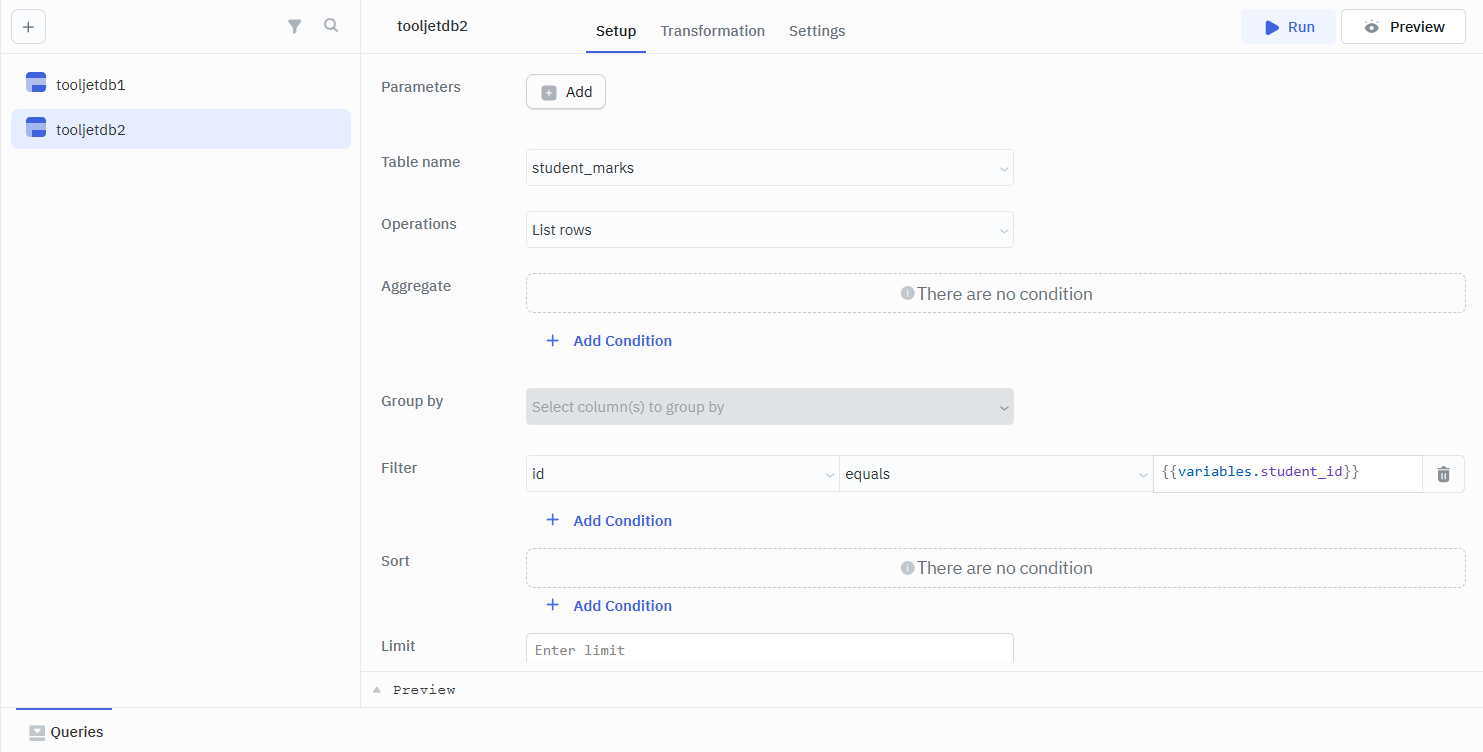 tooljetdb1
tooljetdb2
tooljetdb2
Setup
Transformation
Settings
Run
Preview
Parameters
Add
Table name
student_marks
Operations
List rows
Aggregate
There are no condition
Add Condition
Group by
Select column(s) to group by
Filter
id
equals
{{variables.student_id}}
Add Condition
Sort
There are no condition
Add Condition
Limit
Enter limit
Preview
Queries